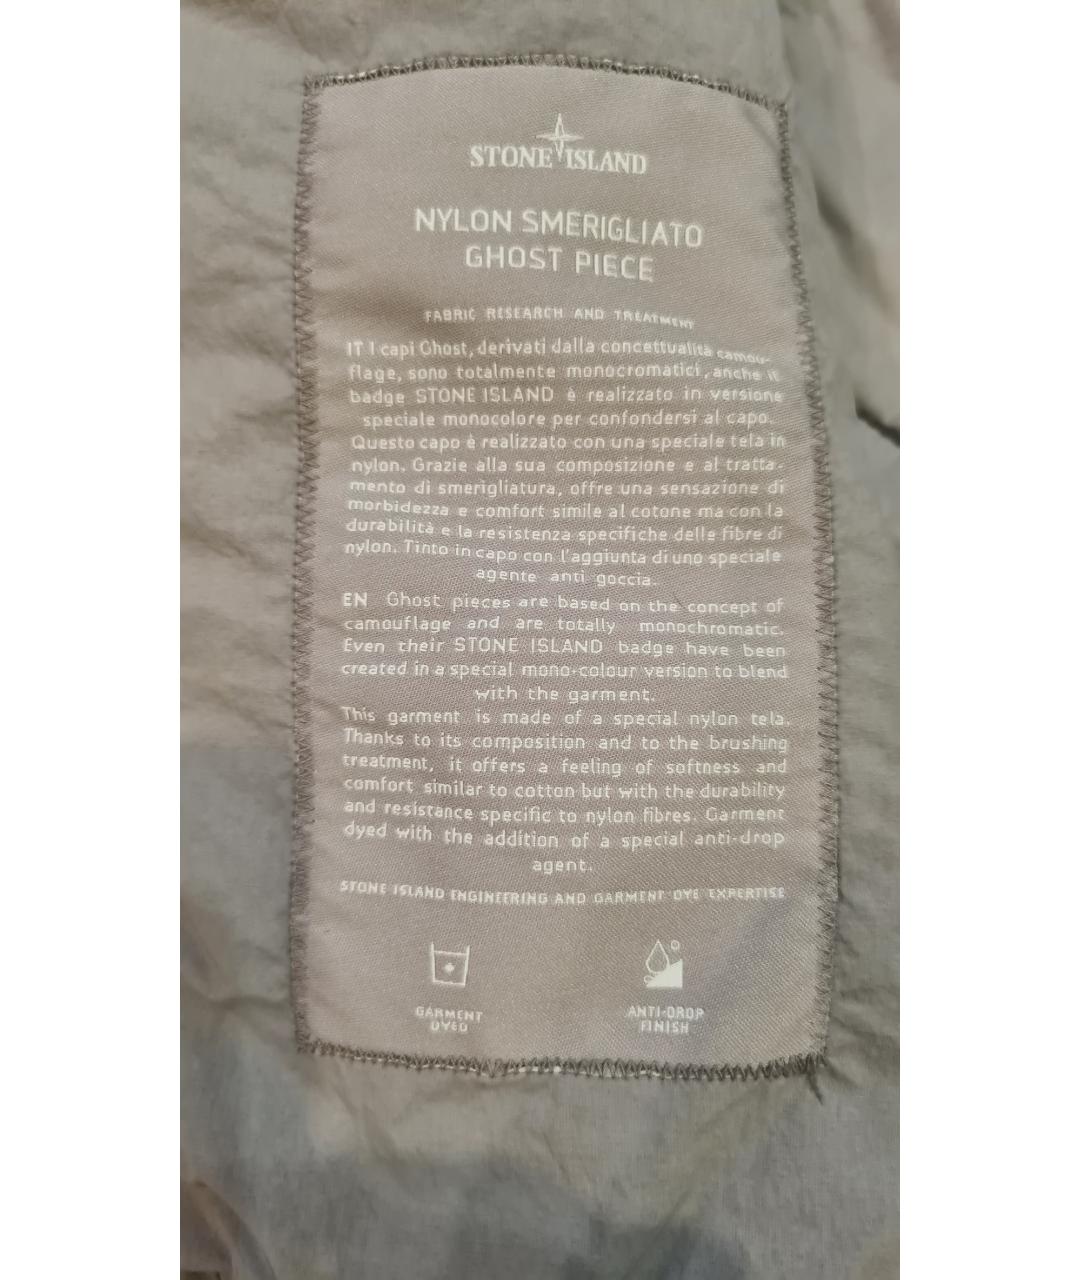 STONE ISLAND
NYLON SMERIGLIATO
GHOST PIECE
FABRIC RESEARCH AND TREATMENT
IT I capi Ghost, derivati dalla concettualità camou-
flage, sono totalmente monocromatici, anche il
badge STONE ISLAND è realizzato in versione
speciale monocolore per confondersi al capo.
Questo capo è realizzato con una speciale tela in
nylon. Grazie alla sua composizione e al tratta-
mento di smerigliatura, offre una sensazione di
morbidezza e comfort simile al cotone ma con la
durabilità e la resistenza specifiche delle fibre di
nylon. Tinto in capo con l'aggiunta di uno speciale
agente anti goccia.
EN Ghost pieces are based on the concept of
camouflage and are totally monochromatic.
Even their STONE ISLAND badge have been
created in a special mono-colour version to blend
with the garment.
This garment is made of a special nylon tela.
Thanks to its composition and to the brushing
treatment, it offers a feeling of softness and
comfort similar to cotton but with the durability
and resistance specific to nylon fibres. Garment
dyed with the addition of a special anti-drop
agent.
STONE ISLAND ENGINEERING AND GARMENT DYE EXPERTISE
GARMENT
DYED
ANTI-DROP
FINISH